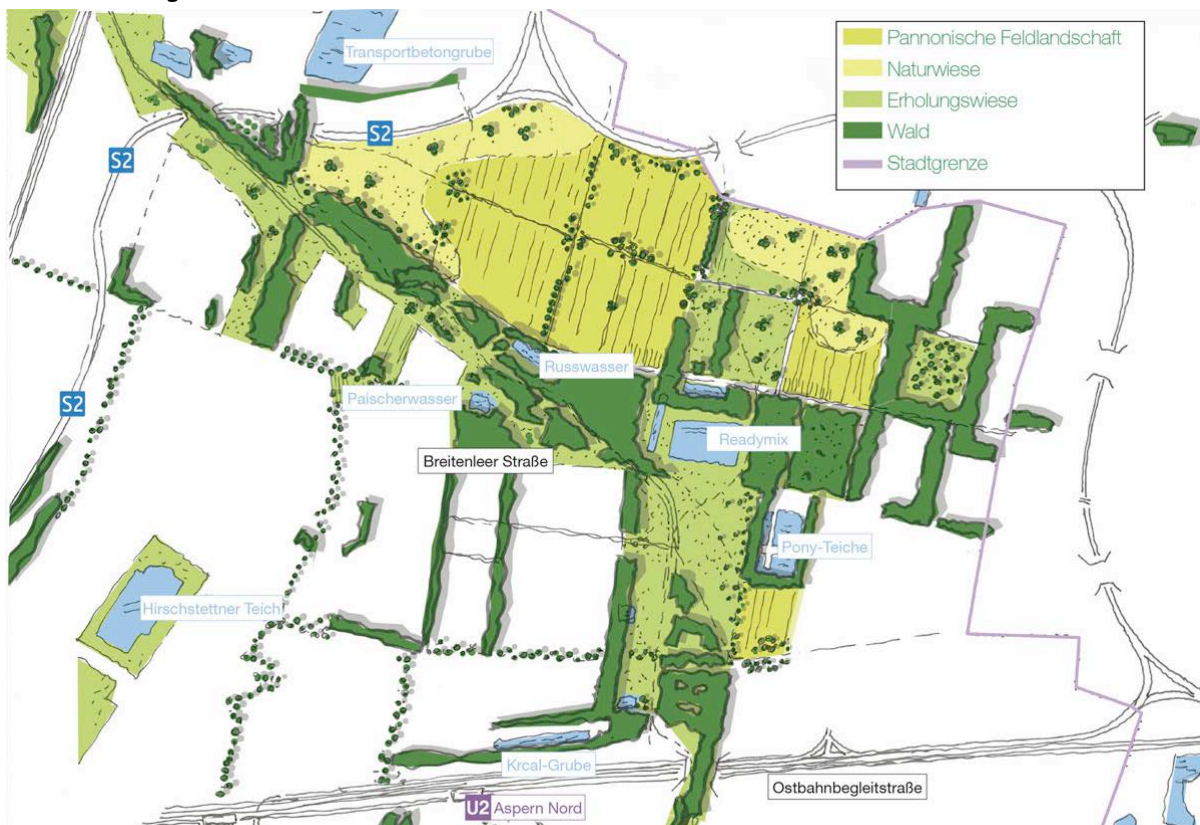 Transportbetongrube
Pannonische Feldlandschaft
Naturwiese
Erholungswiese
Wald
Stadtgrenze
S2
S2
Russwasser
Paischerwasser
S2
Readymix
Breitenleer Straße
Pony-Teiche
Hirschstettner Teich
Krcal-Grube
Ostbahnbegleitstraße
U2 Aspern Nord